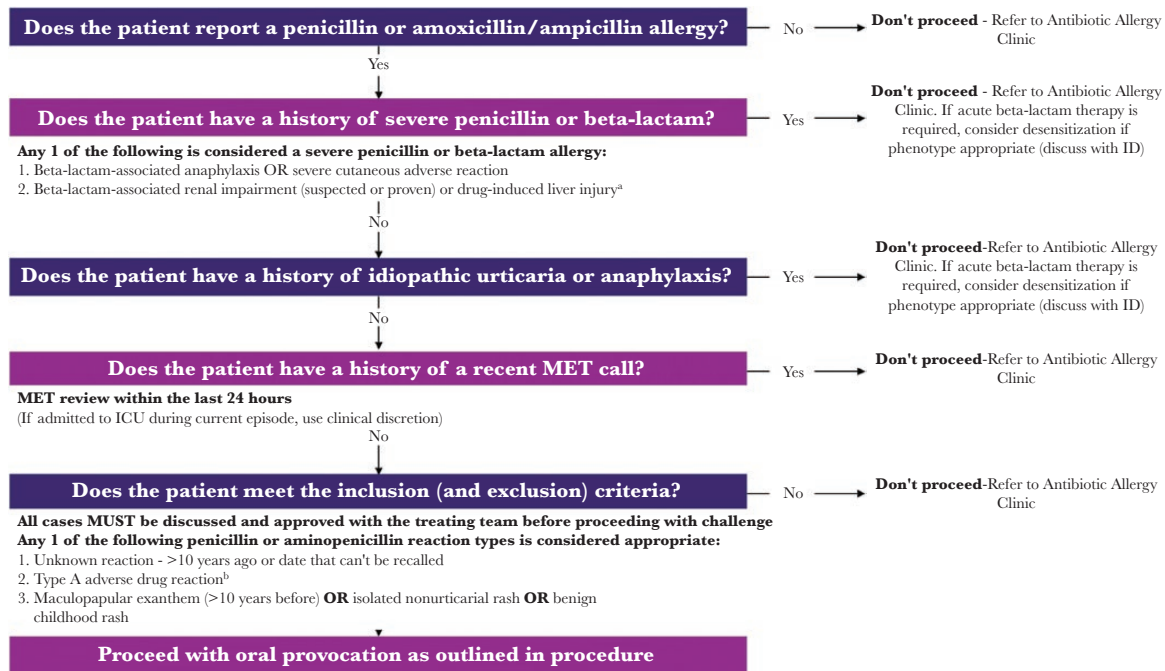 Does the patient report a penicillin or amoxicillin/ampicillin allergy?
No
Don't proceed - Refer to Antibiotic Allergy
Clinic
Yes
Does the patient have a history of severe penicillin or beta-lactam?
Yes
Don't proceed - Refer to Antibiotic Allergy
Clinic. If acute beta-lactam therapy is
required, consider desensitization if
phenotype appropriate (discuss with ID)
Any 1 of the following is considered a severe penicillin or beta-lactam allergy:
1. Beta-lactam-associated anaphylaxis OR severe cutaneous adverse reaction
2. Beta-lactam-associated renal impairment (suspected or proven) or drug-induced liver injuryᵃ
No
Does the patient have a history of idiopathic urticaria or anaphylaxis?
Yes
Don't proceed-Refer to Antibiotic Allergy
Clinic. If acute beta-lactam therapy is
required, consider desensitization if
phenotype appropriate (discuss with ID)
No
Does the patient have a history of a recent MET call?
Yes
Don't proceed-Refer to Antibiotic Allergy
Clinic
MET review within the last 24 hours
(If admitted to ICU during current episode, use clinical discretion)
No
Does the patient meet the inclusion (and exclusion) criteria?
No
Don't proceed-Refer to Antibiotic Allergy
Clinic
All cases MUST be discussed and approved with the treating team before proceeding with challenge
Any 1 of the following penicillin or aminopenicillin reaction types is considered appropriate:
1. Unknown reaction - >10 years ago or date that can't be recalled
2. Type A adverse drug reactionᵇ
3. Maculopapular exanthem (>10 years before) OR isolated nonurticarial rash OR benign
childhood rash
Proceed with oral provocation as outlined in procedure